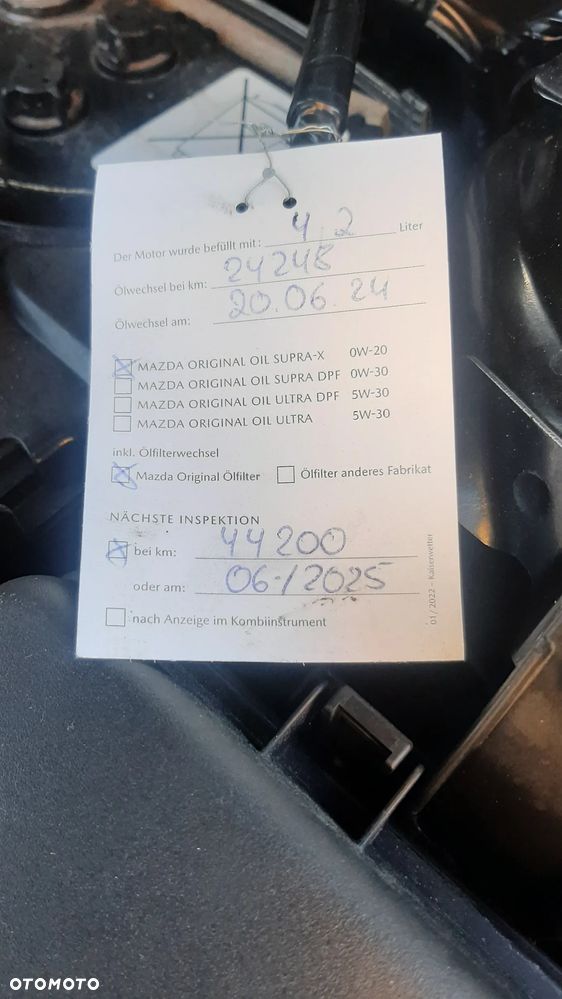 Der Motor wurde befüllt mit: 4,2 Liter
Ölwechsel bei km: 24248
Ölwechsel am: 20.06.24
MAZDA ORIGINAL OIL SUPRA-X 0W-20
MAZDA ORIGINAL OIL SUPRA DPF 0W-30
MAZDA ORIGINAL OIL ULTRA DPF 5W-30
MAZDA ORIGINAL OIL ULTRA 5W-30
inkl. Ölfilterwechsel
Mazda Original Ölfilter Ölfilter anderes Fabrikat
NÄCHSTE INSPEKTION
bei km: 44200
oder am: 06-/2025
nach Anzeige im Kombiinstrument
01/2022 - Kaiserwetter
OTOMOTO